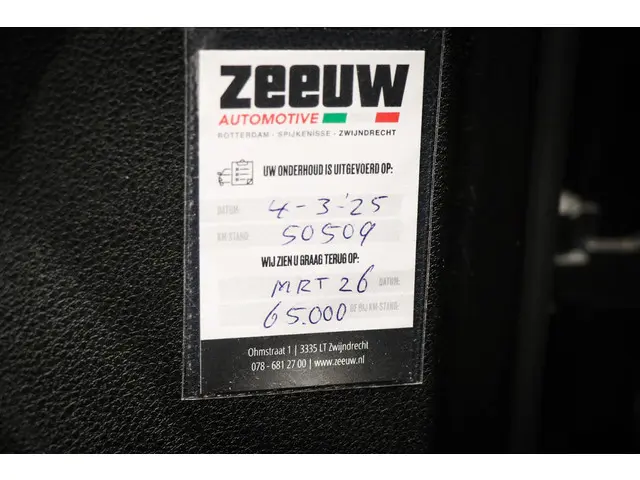 zeeuw
AUTOMOTIVE
ROTTERDAM - SPIJKENISSE - ZWIJNDRECHT
UW ONDERHOUD IS UITGEVOERD OP:
DATUM: 4-3-'25
KM-STAND: 50509
WIJ ZIEN U GRAAG TERUG OP:
MRT 26 DATUM:
65.000 OF BIJ KM-STAND:
Ohmstraat 1 | 3335 LT Zwijndrecht
078 - 681 27 00 | www.zeeuw.nl